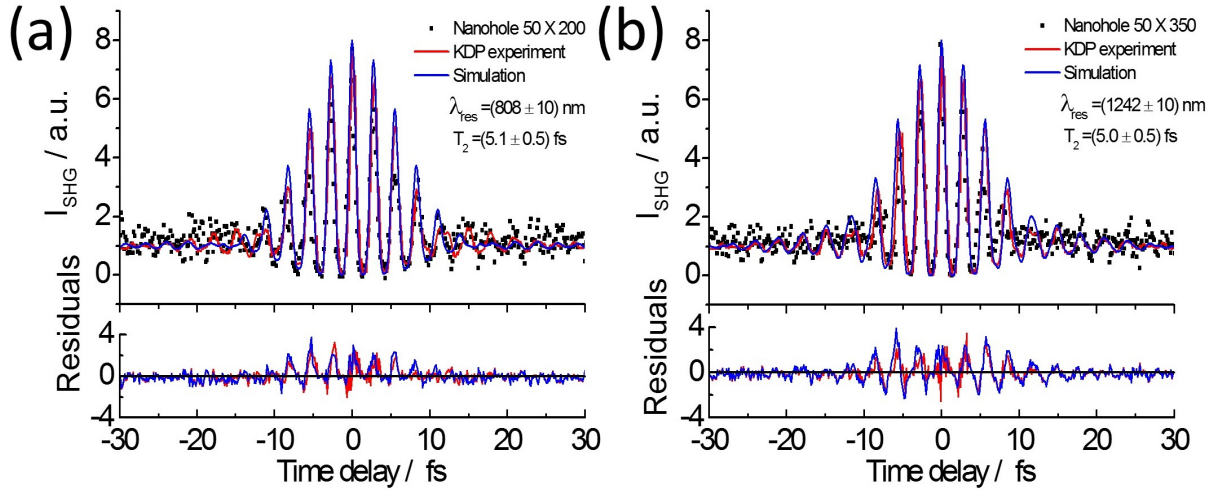 (a)
I_SHG / a.u.
8
6
4
2
0
Nanohole 50 X 200
KDP experiment
Simulation
λ_res =(808 ± 10) nm
T_2 =(5.1 ± 0.5) fs
Residuals
4
0
-4
-30 -20 -10 0 10 20 30
Time delay / fs
(b)
I_SHG / a.u.
8
6
4
2
0
Nanohole 50 X 350
KDP experiment
Simulation
λ_res =(1242 ± 10) nm
T_2 =(5.0 ± 0.5) fs
Residuals
4
0
-4
-30 -20 -10 0 10 20 30
Time delay / fs